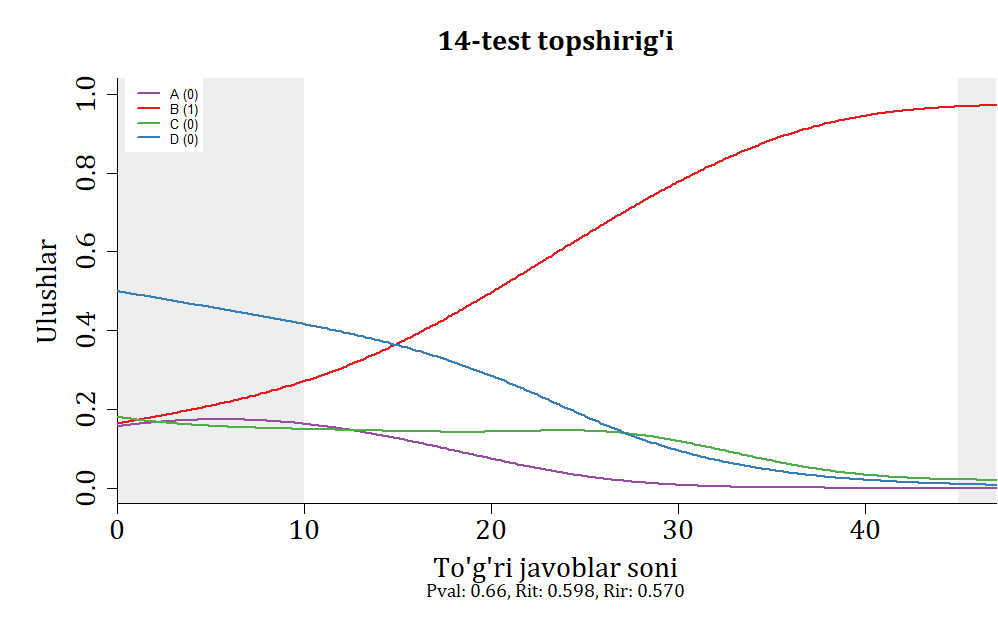 14-test topshirig'i
A (0)
B (1)
C (0)
D (0)
Ulushlar
1.0
0.8
0.6
0.4
0.2
0.0
0 10 20 30 40
To'g'ri javoblar soni
Pval: 0.66, Rit: 0.598, Rir: 0.570